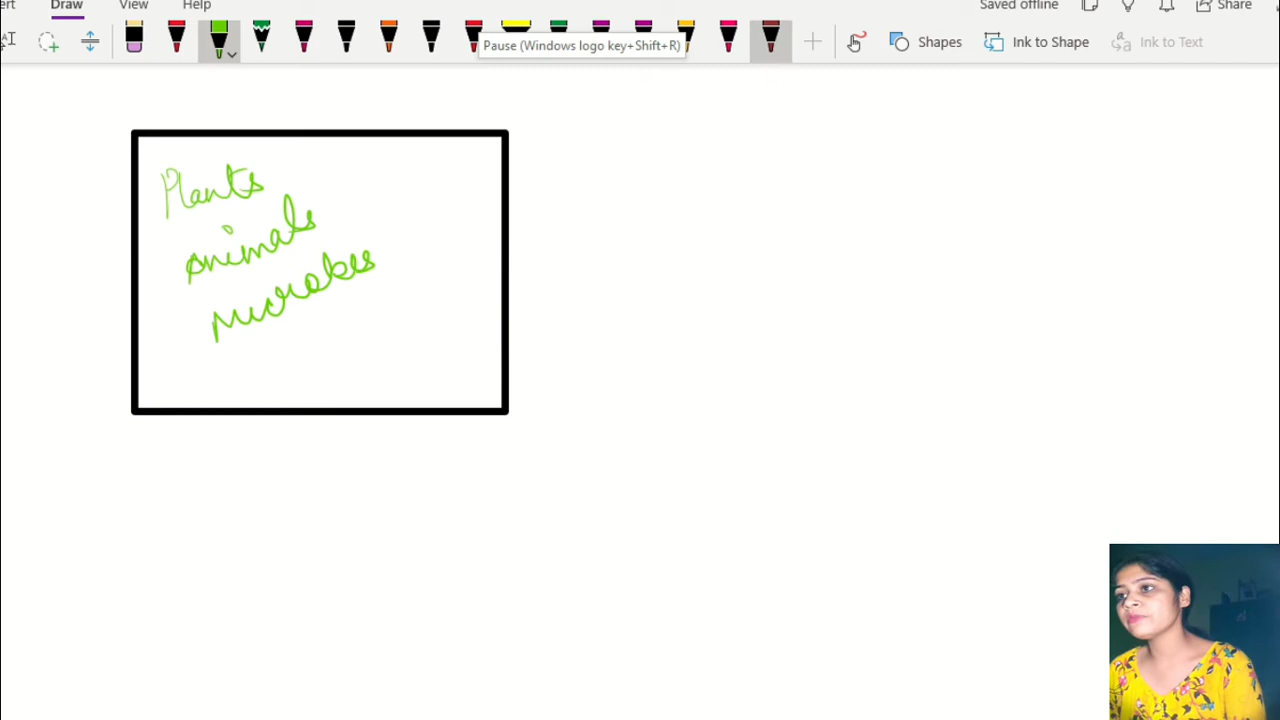 ert Draw View Help Saved offline Share
Shapes Ink to Shape Ink to Text
Pause (Windows logo key+Shift+R)
Plants
animals
microbes